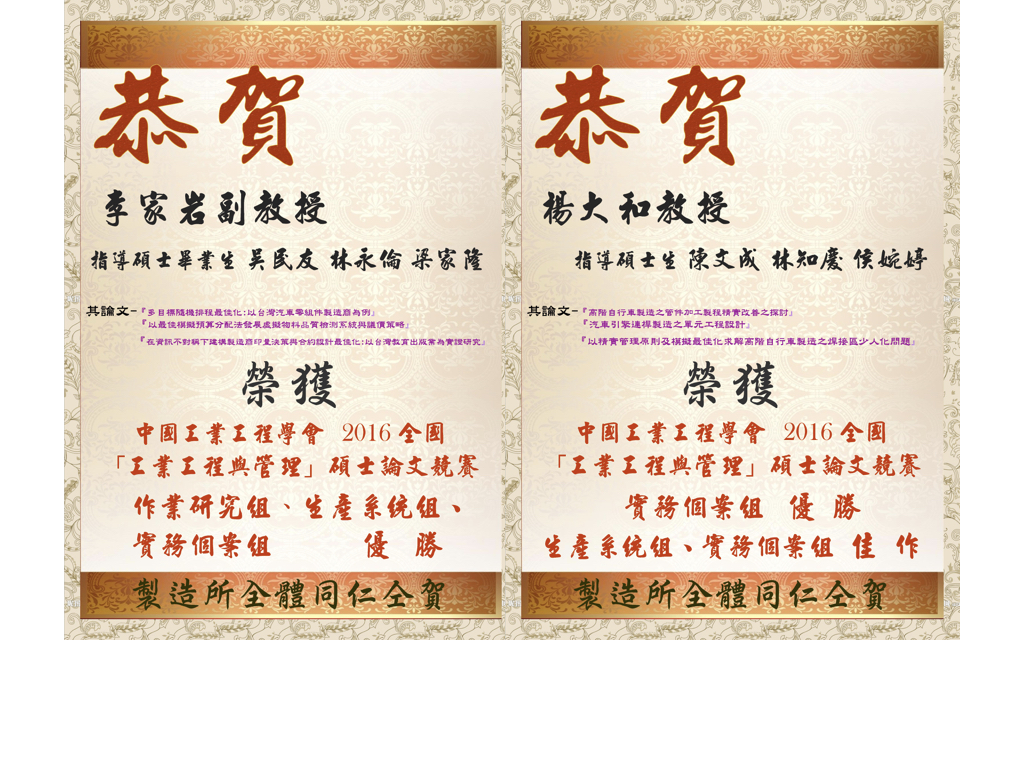 恭賀
李家岩副教授
指導碩士畢業生 吳民友 林永倫 梁家隆
其論文-『多目標隨機排程最佳化:以台灣汽車零組件製造商為例』
『以最佳模擬預算分配法發展虛擬物料品質檢測系統與議價策略』
『在資訊不對稱下建構製造商印量決策與合約設計最佳化:以台灣教育出版業為實證研究』
榮獲
中國工業工程學會 2016 全國
「工業工程與管理」碩士論文競賽
作業研究組、生產系統組、
實務個案組 優勝
製造所全體同仁仝賀
恭賀
楊大和教授
指導碩士生 陳文成 林知慶 侯婉婷
其論文-『高階自行車製造之管件加工製程精實改善之探討』
『汽車引擎連桿製造之單元工程設計』
『以精實管理原則及模擬最佳化求解高階自行車製造之焊接區少人化問題』
榮獲
中國工業工程學會 2016 全國
「工業工程與管理」碩士論文競賽
實務個案組 優勝
生產系統組、實務個案組 佳作
製造所全體同仁仝賀